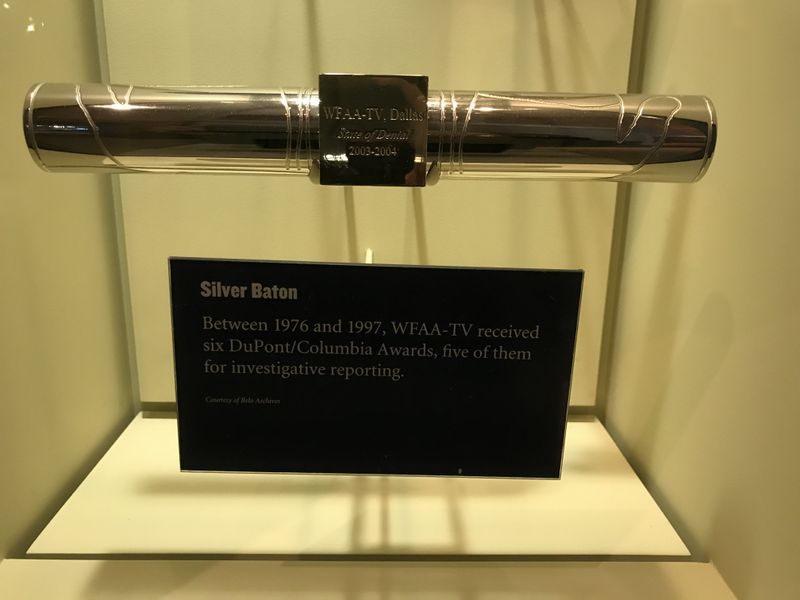 WFAA-TV, Dallas
State of Denial
2003-2004
Silver Baton
Between 1976 and 1997, WFAA-TV received
six DuPont/Columbia Awards, five of them
for investigative reporting.
Courtesy of Belo Archives